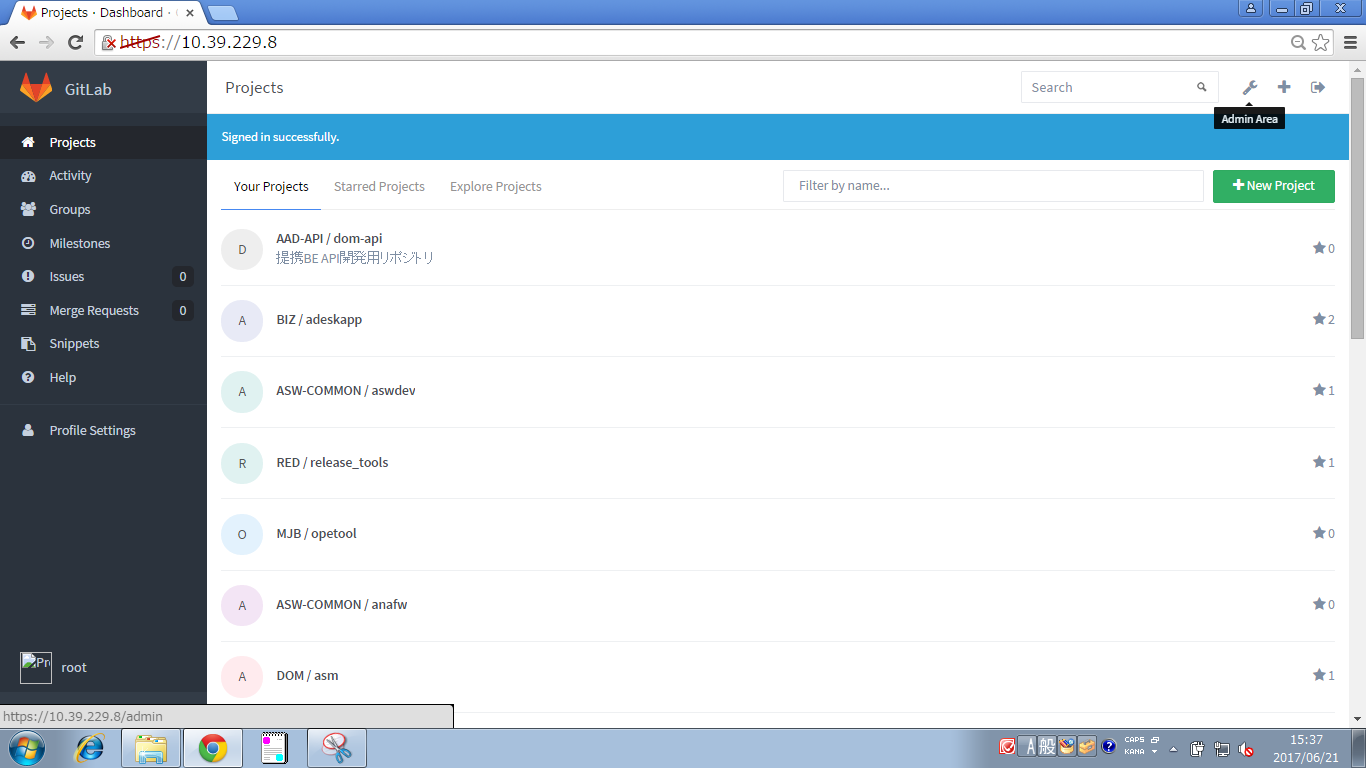 Projects · Dashboard ·
https://10.39.229.8
GitLab
Projects
Search
Admin Area
Signed in successfully.
Projects
Activity
Groups
Milestones
Issues 0
Merge Requests 0
Snippets
Help
Profile Settings
root
Your Projects Starred Projects Explore Projects
Filter by name...
New Project
D
AAD-API / dom-api
提携BE API開発用リポジトリ
0
A
BIZ / adeskapp
2
A
ASW-COMMON / aswdev
1
R
RED / release_tools
1
O
MJB / opetool
0
A
ASW-COMMON / anafw
0
A
DOM / asm
1
https://10.39.229.8/admin
A 般
CAPS
KANA
15:37
2017/06/21